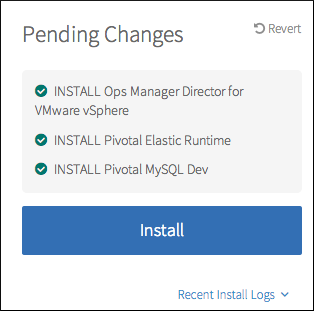 Pending Changes
Revert
INSTALL Ops Manager Director for
VMware vSphere
INSTALL Pivotal Elastic Runtime
INSTALL Pivotal MySQL Dev
Install
Recent Install Logs